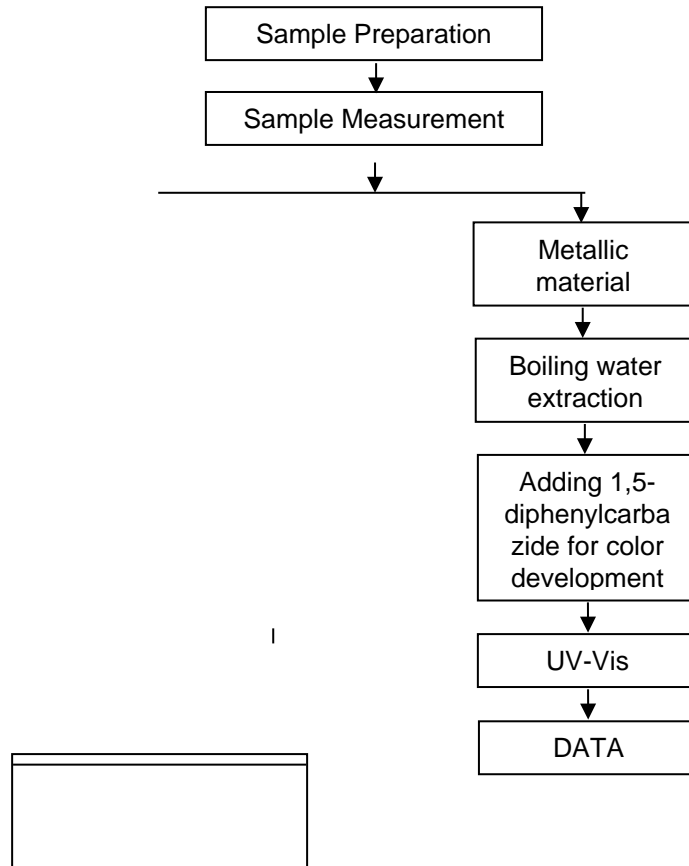 Sample Preparation
Sample Measurement
Metallic
material
Boiling water
extraction
Adding 1,5-
diphenylcarba
zide for color
development
UV-Vis
DATA